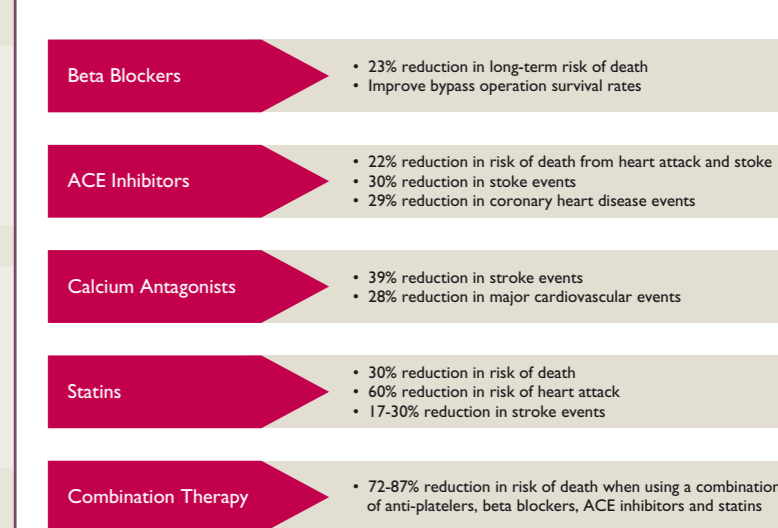 Beta Blockers
• 23% reduction in long-term risk of death
• Improve bypass operation survival rates
ACE Inhibitors
• 22% reduction in risk of death from heart attack and stoke
• 30% reduction in stoke events
• 29% reduction in coronary heart disease events
Calcium Antagonists
• 39% reduction in stroke events
• 28% reduction in major cardiovascular events
Statins
• 30% reduction in risk of death
• 60% reduction in risk of heart attack
• 17-30% reduction in stroke events
Combination Therapy
• 72-87% reduction in risk of death when using a combination
of anti-platelers, beta blockers, ACE inhibitors and statins